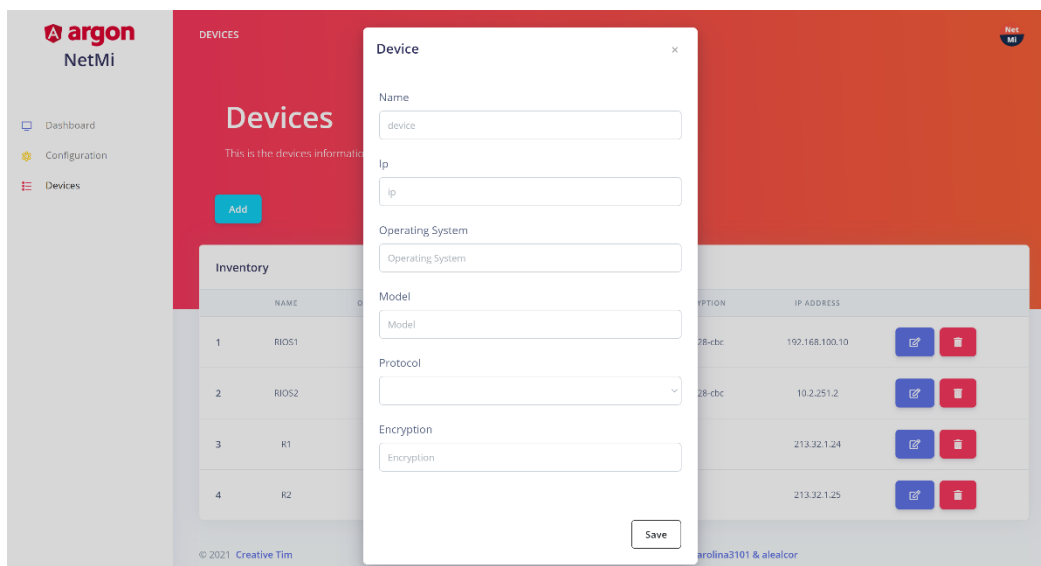 argon
NetMi
Dashboard
Configuration
Devices
DEVICES
Net
Mi
Devices
This is the devices informatio
Add
Inventory
NAME O YPTION IP ADDRESS
1 RIOS1 28-cbc 192.168.100.10
2 RIOS2 28-cbc 10.2.251.2
3 R1 213.32.1.24
4 R2 213.32.1.25
© 2021 Creative Tim arolina3101 & alealcor
Device ×
Name
device
Ip
ip
Operating System
Operating System
Model
Model
Protocol
Encryption
Encryption
Save